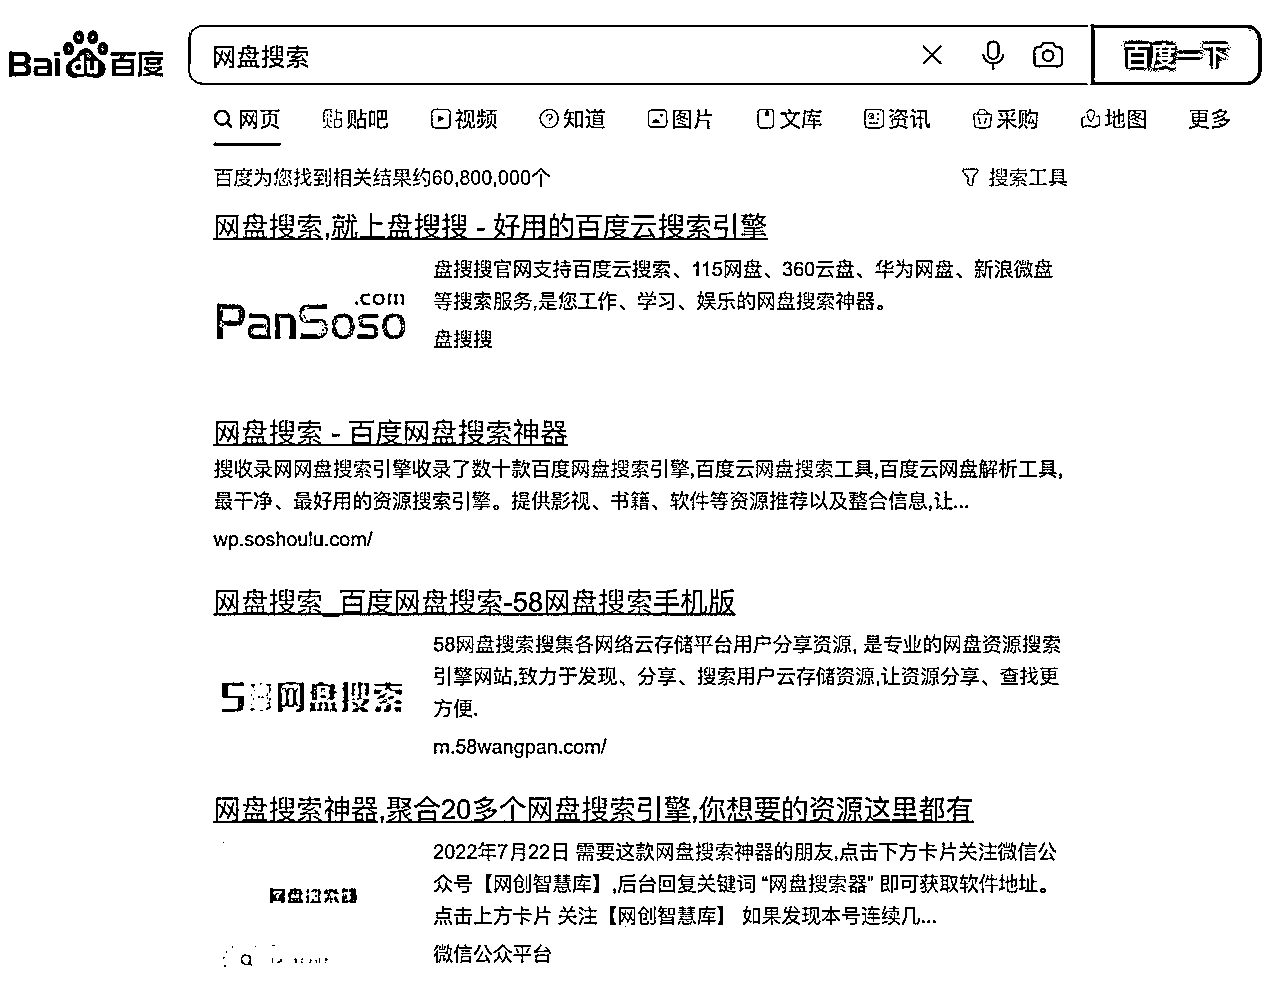 Bai du 百度 网盘搜索 百度一下
网页 贴吧 视频 知道 图片 文库 资讯 采购 地图 更多
百度为您找到相关结果约60,800,000个 搜索工具
网盘搜索,就上盘搜搜 - 好用的百度云搜索引擎
PanSoso.com
盘搜搜官网支持百度云搜索、115网盘、360云盘、华为网盘、新浪微盘
等搜索服务,是您工作、学习、娱乐的网盘搜索神器。
盘搜搜
网盘搜索 - 百度网盘搜索神器
搜收录网网盘搜索引擎收录了数十款百度网盘搜索引擎,百度云网盘搜索工具,百度云网盘解析工具,
最干净、最好用的资源搜索引擎。提供影视、书籍、软件等资源推荐以及整合信息,让...
wp.soshoulu.com/
网盘搜索_百度网盘搜索-58网盘搜索手机版
58网盘搜索
58网盘搜索搜集各网络云存储平台用户分享资源, 是专业的网盘资源搜索
引擎网站,致力于发现、分享、搜索用户云存储资源,让资源分享、查找更
方便.
m.58wangpan.com/
网盘搜索神器,聚合20多个网盘搜索引擎,你想要的资源这里都有
网盘搜索器
2022年7月22日 需要这款网盘搜索神器的朋友,点击下方卡片关注微信公
众号【网创智慧库】,后台回复关键词 “网盘搜索器” 即可获取软件地址。
点击上方卡片 关注【网创智慧库】 如果发现本号连续几...
微信公众平台